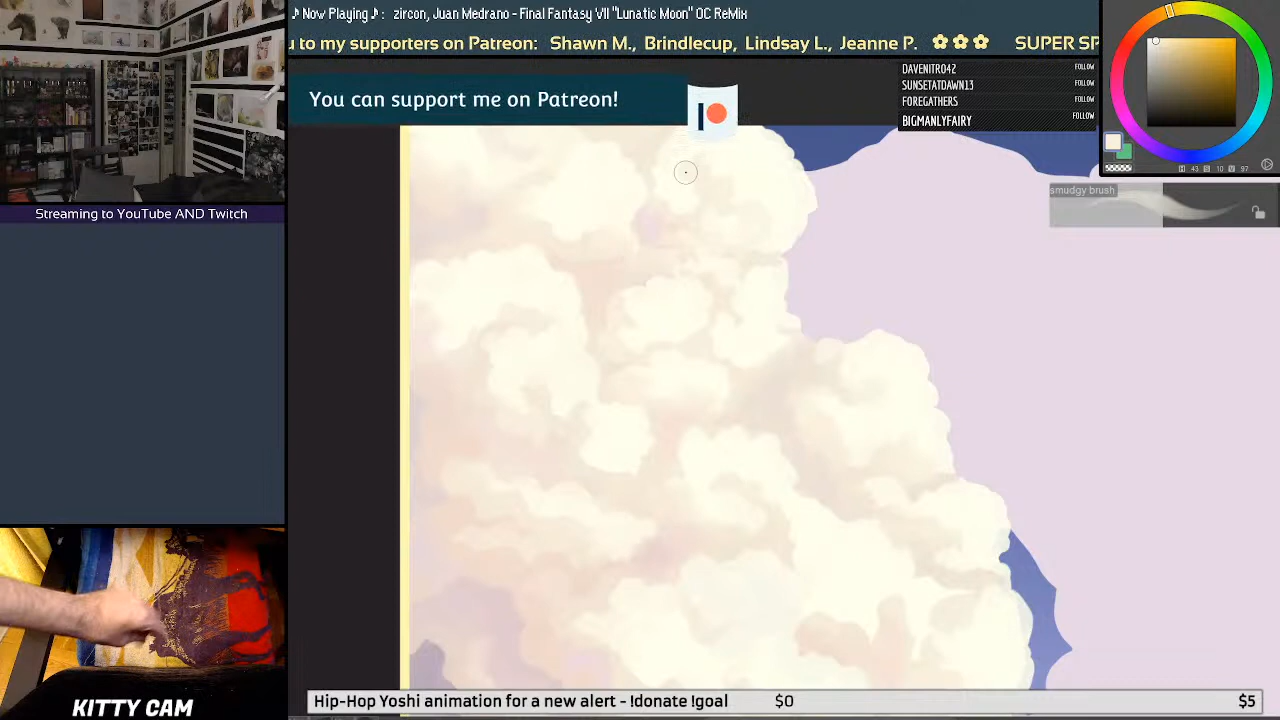 ♪ Now Playing ♪ : zircon, Juan Medrano - Final Fantasy VII "Lunatic Moon" OC ReMix
u to my supporters on Patreon: Shawn M., Brindlecup, Lindsay L., Jeanne P. ✿ ✿ ✿ SUPER SP
You can support me on Patreon!
DAVENITRO42 FOLLOW
SUNSETATDAWN13 FOLLOW
FOREGATHERS FOLLOW
BIGMANLYFAIRY FOLLOW
H 43 S 10 V 97
smudgy brush
Streaming to YouTube AND Twitch
KITTY CAM
Hip-Hop Yoshi animation for a new alert - !donate !goal $0 $5